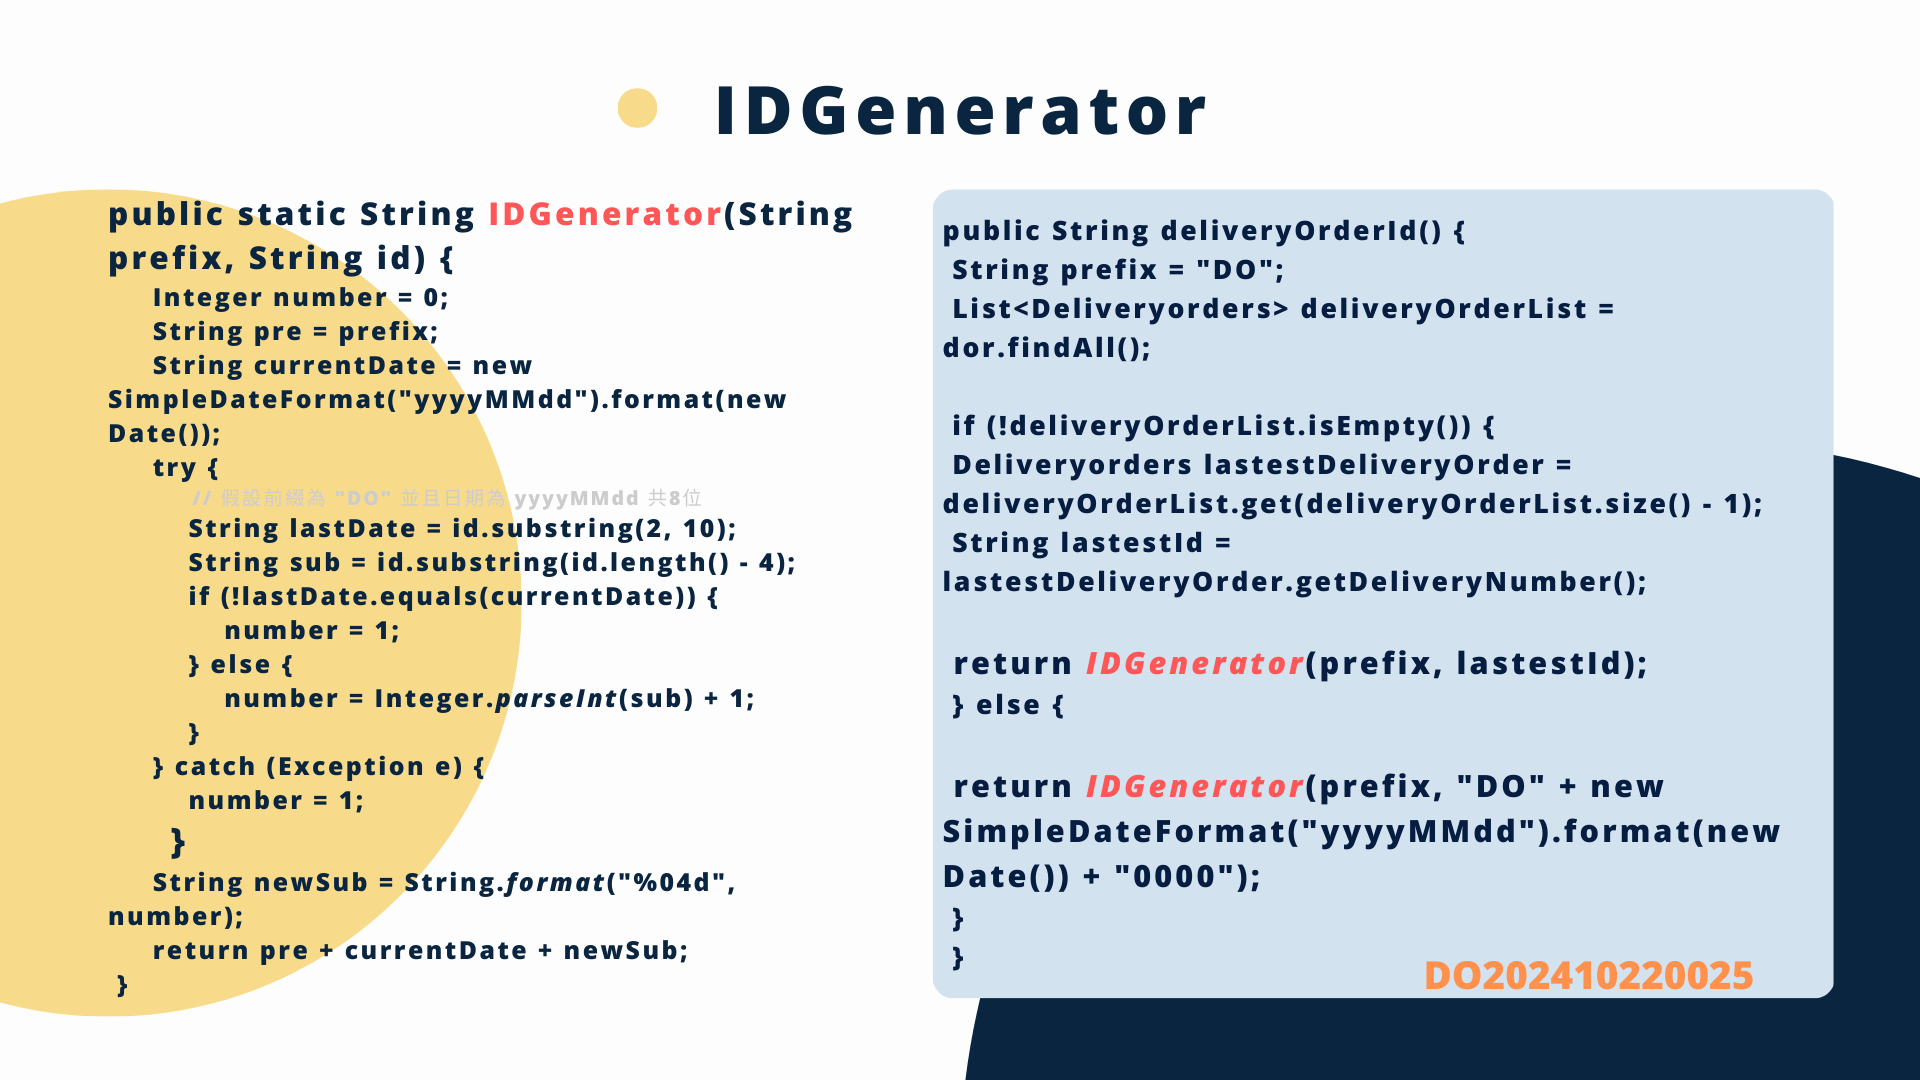 IDGenerator
public static String IDGenerator(String
prefix, String id) {
Integer number = 0;
String pre = prefix;
String currentDate = new
SimpleDateFormat("yyyyMMdd").format(new
Date());
try {
// 假設前綴為 "DO" 並且日期為 yyyyMMdd 共8位
String lastDate = id.substring(2, 10);
String sub = id.substring(id.length() - 4);
if (!lastDate.equals(currentDate)) {
number = 1;
} else {
number = Integer.parseInt(sub) + 1;
}
} catch (Exception e) {
number = 1;
}
String newSub = String.format("%04d",
number);
return pre + currentDate + newSub;
}
public String deliveryOrderId() {
String prefix = "DO";
List<Deliveryorders> deliveryOrderList =
dor.findAll();
if (!deliveryOrderList.isEmpty()) {
Deliveryorders lastestDeliveryOrder =
deliveryOrderList.get(deliveryOrderList.size() - 1);
String lastestId =
lastestDeliveryOrder.getDeliveryNumber();
return IDGenerator(prefix, lastestId);
} else {
return IDGenerator(prefix, "DO" + new
SimpleDateFormat("yyyyMMdd").format(new
Date()) + "0000");
}
}
DO202410220025